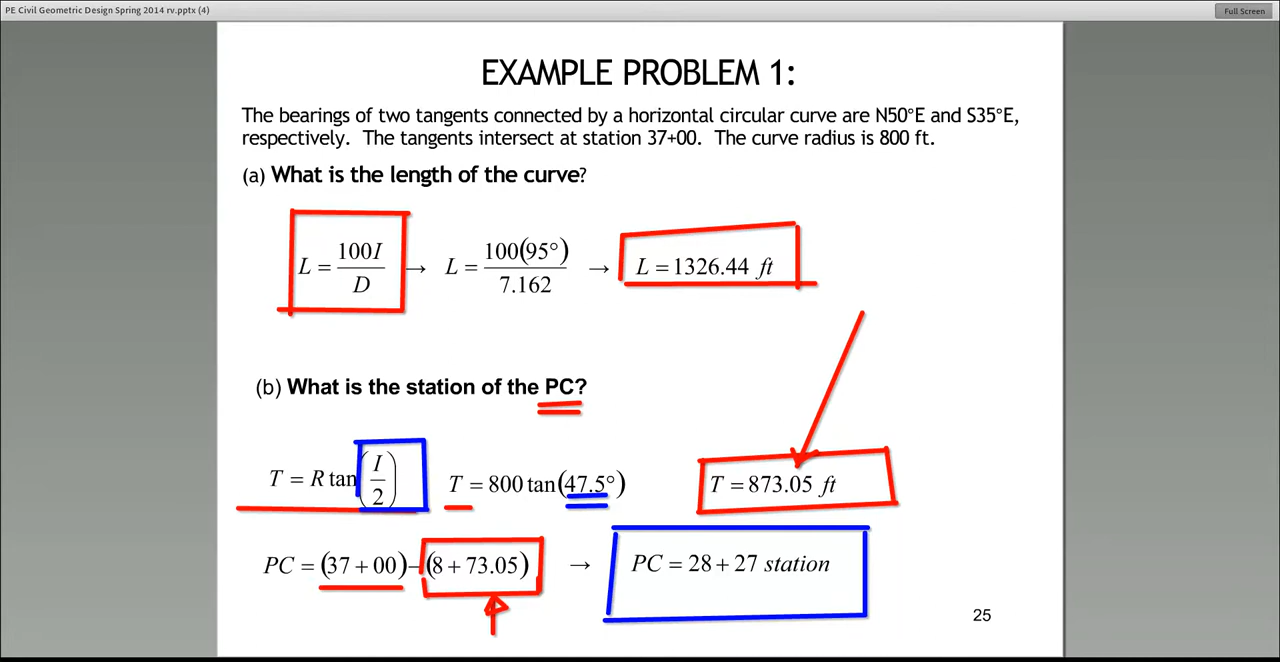 PE Civil Geometric Design Spring 2014 rv.pptx (4)
Full Screen
EXAMPLE PROBLEM 1:
The bearings of two tangents connected by a horizontal circular curve are N50°E and S35°E,
respectively. The tangents intersect at station 37+00. The curve radius is 800 ft.
(a) What is the length of the curve?
L = 100I / D → L = 100(95°) / 7.162 → L = 1326.44 ft
(b) What is the station of the PC?
T = R tan(I / 2) T = 800 tan(47.5°) T = 873.05 ft
PC = (37 + 00) – (8 + 73.05) → PC = 28 + 27 station
25